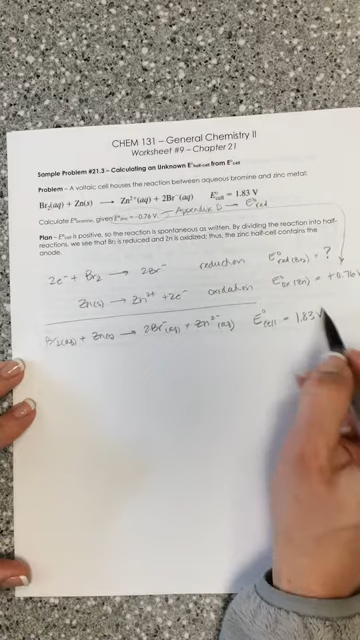 CHEM 131 – General Chemistry II
Worksheet #9 – Chapter 21
Sample Problem #21.3 – Calculating an Unknown E°half-cell from E°cell
Problem – A voltaic cell houses the reaction between aqueous bromine and zinc metal:
Br₂(aq) + Zn(s) ⟶ Zn²⁺(aq) + 2Br⁻(aq) E°cell = 1.83 V
Calculate E°bromine, given E°zinc = –0.76 V. Appendix D → E°red
Plan – E°cell is positive, so the reaction is spontaneous as written. By dividing the reaction into half-
reactions, we see that Br₂ is reduced and Zn is oxidized; thus, the zinc half-cell contains the
anode.
2e⁻ + Br₂ ⟶ 2Br⁻ reduction E°red (Br₂) = ?
Zn(s) ⟶ Zn²⁺ + 2e⁻ oxidation E°ox (Zn) = +0.76 V
Br₂(aq) + Zn(s) ⟶ 2Br⁻(aq) + Zn²⁺(aq) E°cell = 1.83 V